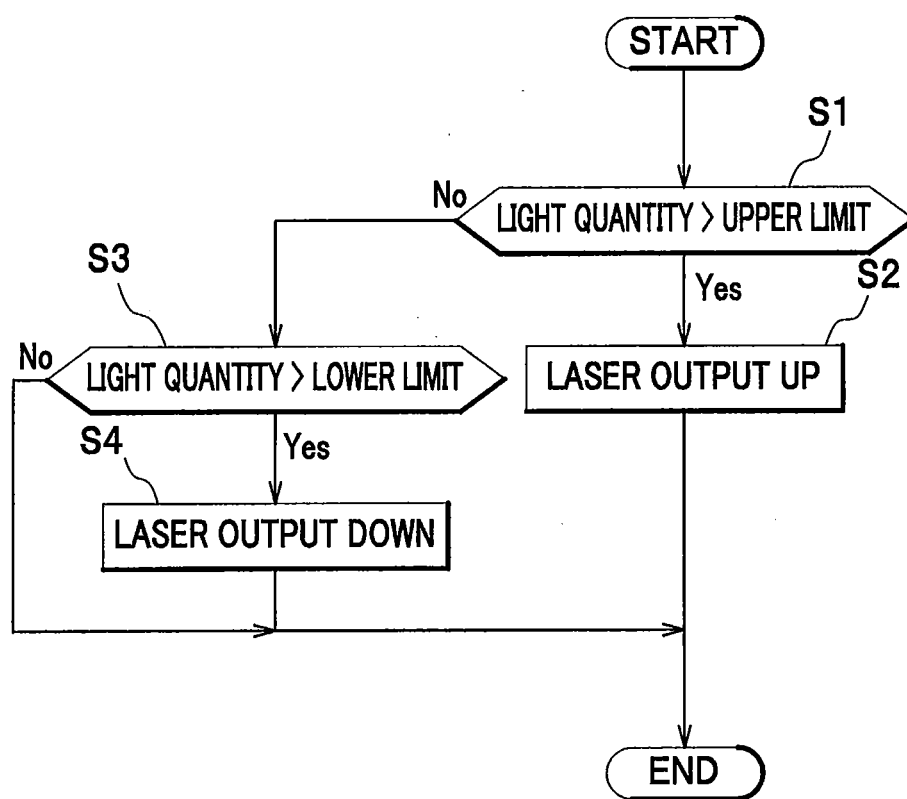 START
S1
No
LIGHT QUANTITY > UPPER LIMIT
S3
Yes
S2
No
LIGHT QUANTITY > LOWER LIMIT
LASER OUTPUT UP
S4
Yes
LASER OUTPUT DOWN
END